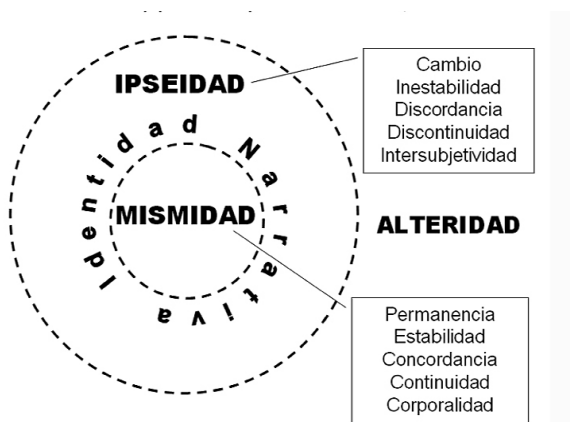 IPSEIDAD
Cambio
Inestabilidad
Discordancia
Discontinuidad
Intersubjetividad
Identidad Narrativa
MISMIDAD
ALTERIDAD
Permanencia
Estabilidad
Concordancia
Continuidad
Corporalidad